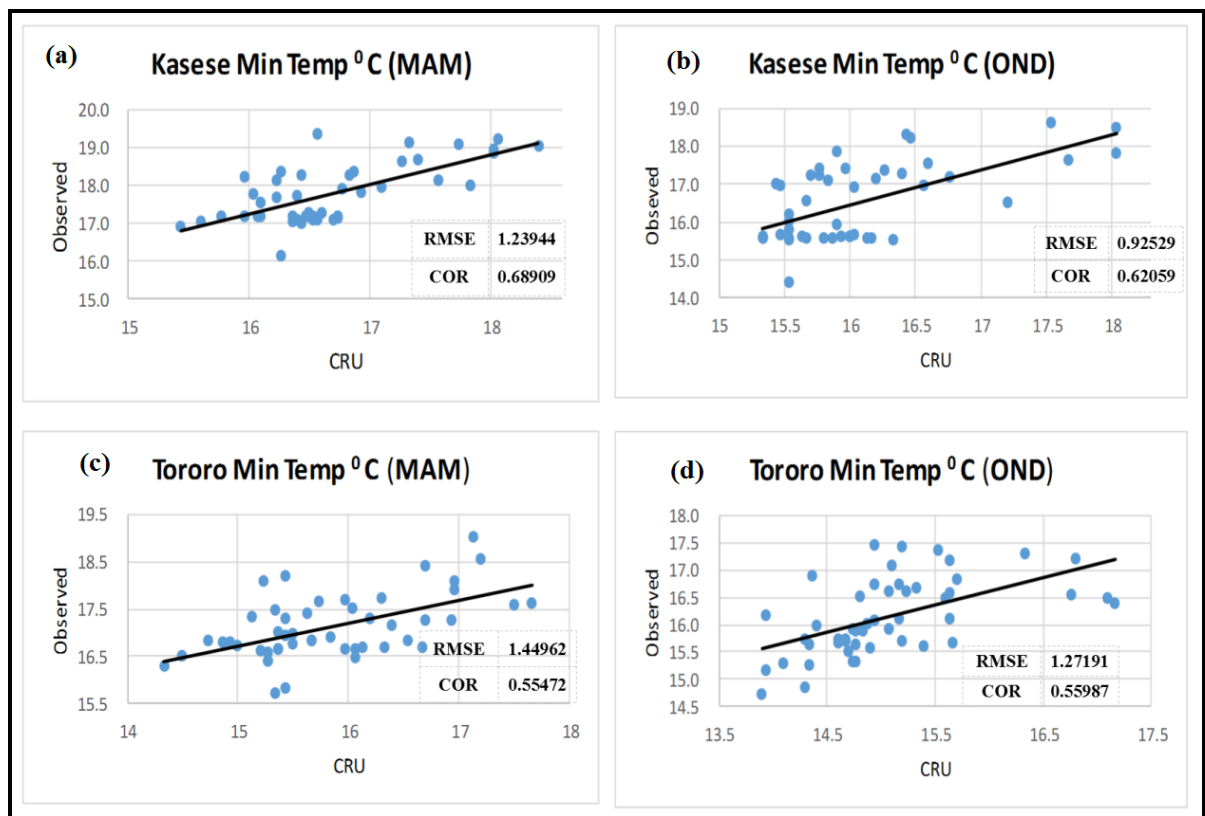 (a)
Kasese Min Temp ⁰ C (MAM)
20.0
19.0
18.0
17.0
16.0
15.0
Observed
RMSE 1.23944
COR 0.68909
15 16 17 18
CRU
(b)
Kasese Min Temp ⁰ C (OND)
19.0
18.0
17.0
16.0
15.0
14.0
Obseved
RMSE 0.92529
COR 0.62059
15 15.5 16 16.5 17 17.5 18
CRU
(c)
Tororo Min Temp ⁰ C (MAM)
19.5
18.5
17.5
16.5
15.5
Observed
RMSE 1.44962
COR 0.55472
14 15 16 17 18
CRU
(d)
Tororo Min Temp ⁰ C (OND)
18.0
17.5
17.0
16.5
16.0
15.5
15.0
14.5
Observed
RMSE 1.27191
COR 0.55987
13.5 14.5 15.5 16.5 17.5
CRU